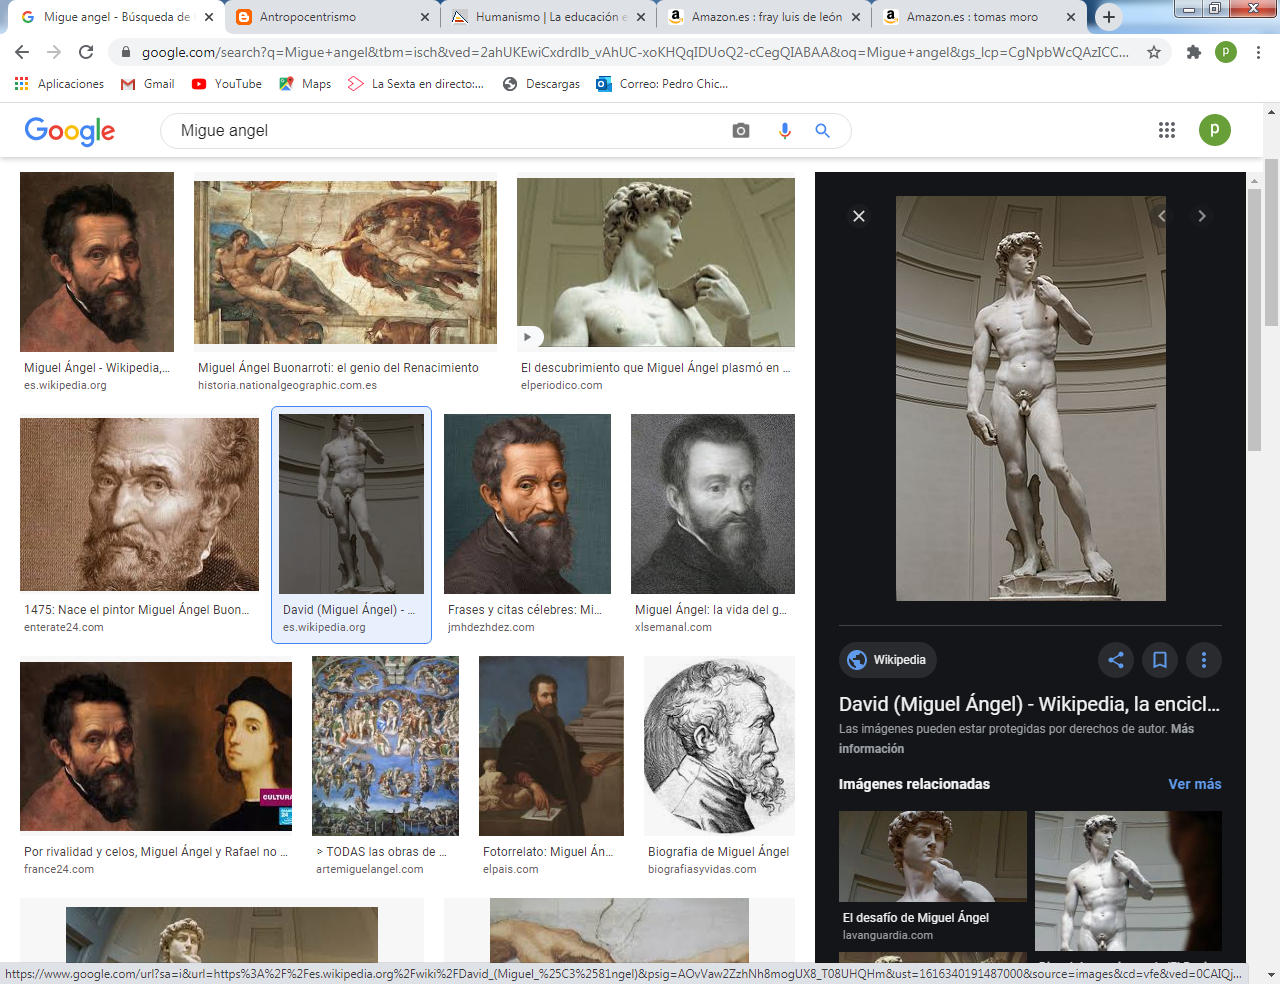 Migue angel - Búsqueda de
Antropocentrismo
Humanismo | La educación e
Amazon.es : fray luis de león
Amazon.es : tomas moro
google.com/search?q=Migue+angel&tbm=isch&ved=2ahUKEwiCxdrdlb_vAhUC-xoKHQqIDUoQ2-cCegQIABAA&oq=Migue+angel&gs_lcp=CgNpbWcQAzICC...
p
Aplicaciones
Gmail
YouTube
Maps
La Sexta en directo:...
Descargas
Correo: Pedro Chic...
Google
Migue angel
p
Miguel Ángel - Wikipedia,...
es.wikipedia.org
Miguel Ángel Buonarroti: el genio del Renacimiento
historia.nationalgeographic.com.es
El descubrimiento que Miguel Ángel plasmó en ...
elperiodico.com
1475: Nace el pintor Miguel Ángel Buon...
enterate24.com
David (Miguel Ángel) - ...
es.wikipedia.org
Frases y citas célebres: Mi...
jmhdezhdez.com
Miguel Ángel: la vida del g...
xlsemanal.com
CULTURA
Por rivalidad y celos, Miguel Ángel y Rafael no ...
france24.com
> TODAS las obras de ...
artemiguelangel.com
Fotorrelato: Miguel Án...
elpais.com
Biografia de Miguel Ángel
biografiasyvidas.com
Wikipedia
David (Miguel Ángel) - Wikipedia, la encicl...
Las imágenes pueden estar protegidas por derechos de autor. Más
información
Imágenes relacionadas
Ver más
El desafío de Miguel Ángel
lavanguardia.com
https://www.google.com/url?sa=i&url=https%3A%2F%2Fes.wikipedia.org%2Fwiki%2FDavid_(Miguel_%25C3%2581ngel)&psig=AOvVaw2ZzhNh8mogUX8_T08UHQHm&ust=1616340191487000&source=images&cd=vfe&ved=0CAIQj...